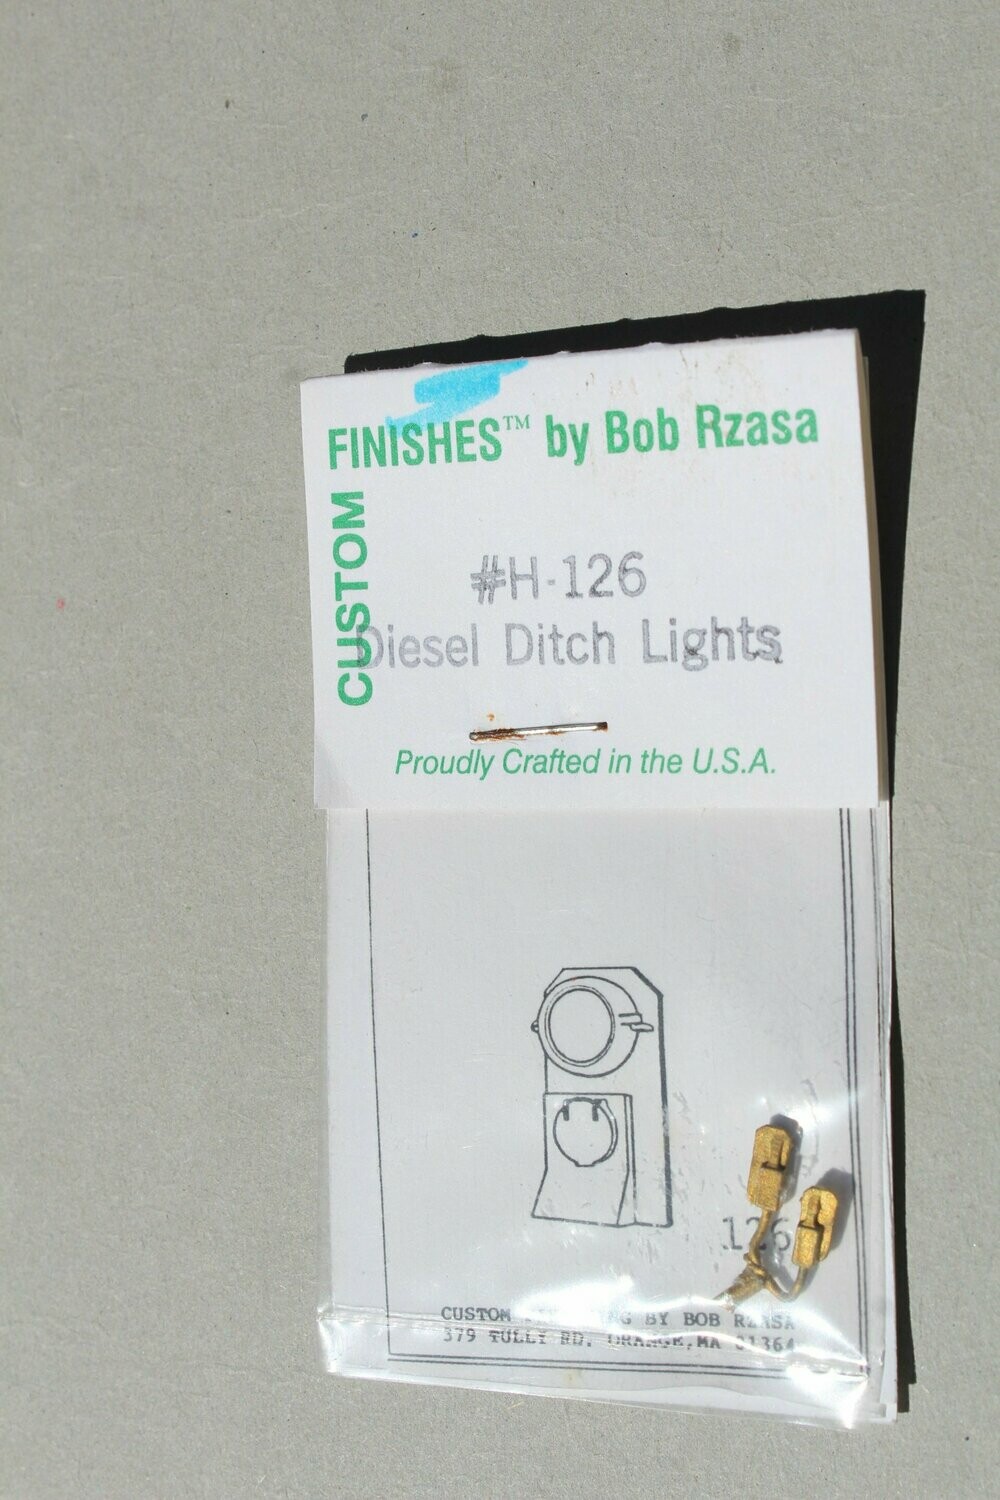 CUSTOM
FINISHES™ by Bob Rzasa
#H-126
Diesel Ditch Lights
Proudly Crafted in the U.S.A.
126
CUSTOM BY BOB RZASA
379 TULLY RD. ORANGE, MA 01364